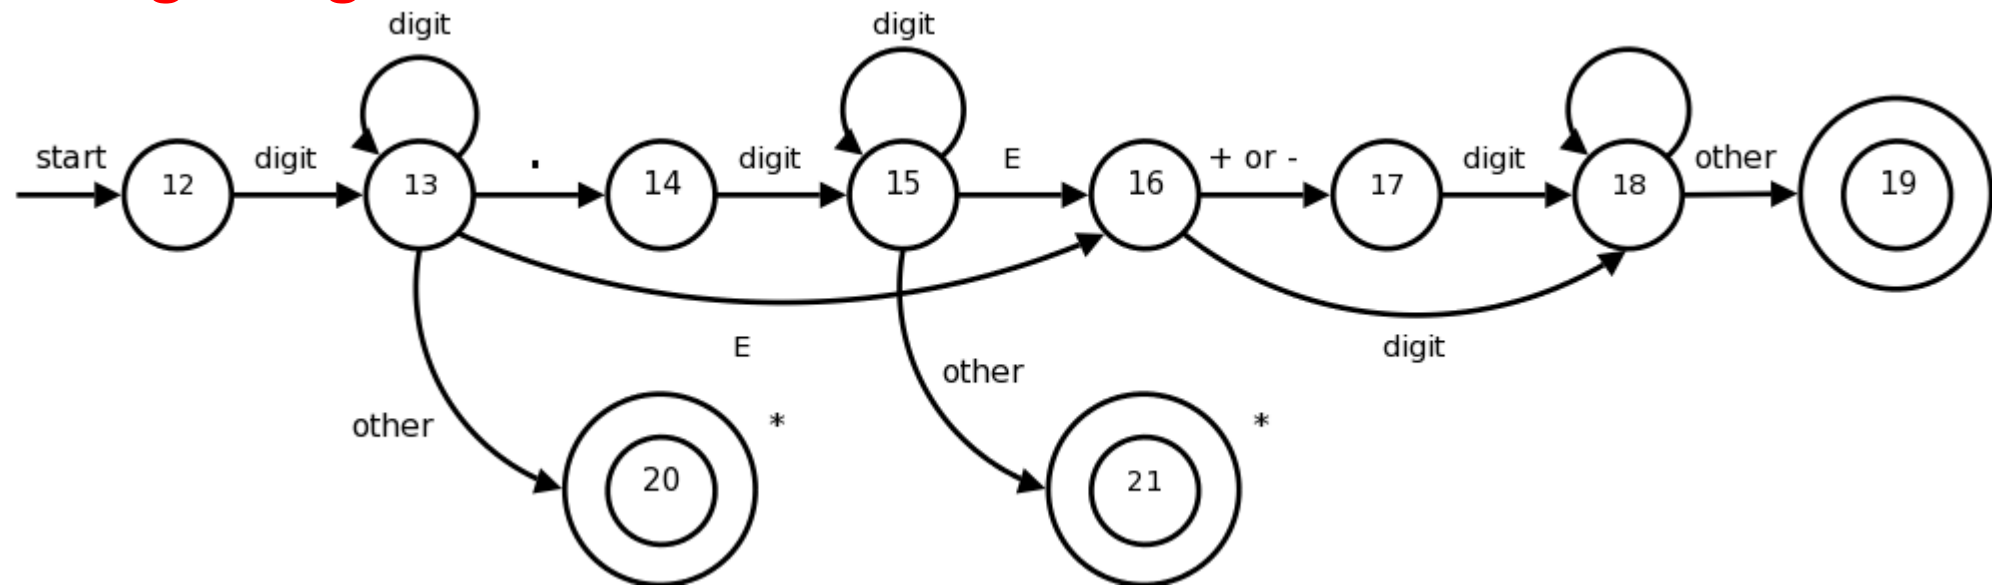 digit digit
start digit . digit E + or - digit other
12 13 14 15 16 17 18 19
E digit
other
other * *
20 21